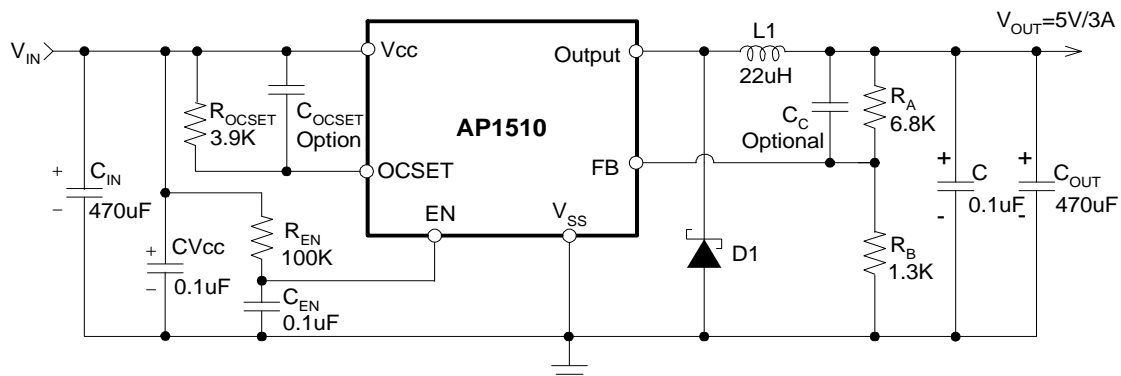 V_OUT=5V/3A
V_IN
Vcc
Output
L1
22uH
R_OCSET
3.9K
C_OCSET
Option
AP1510
C_C
Optional
R_A
6.8K
OCSET
FB
+
C_IN
−
470uF
EN
V_SS
+
C
-
0.1uF
+
C_OUT
-
470uF
R_EN
100K
+
CVcc
−
0.1uF
D1
R_B
1.3K
C_EN
0.1uF